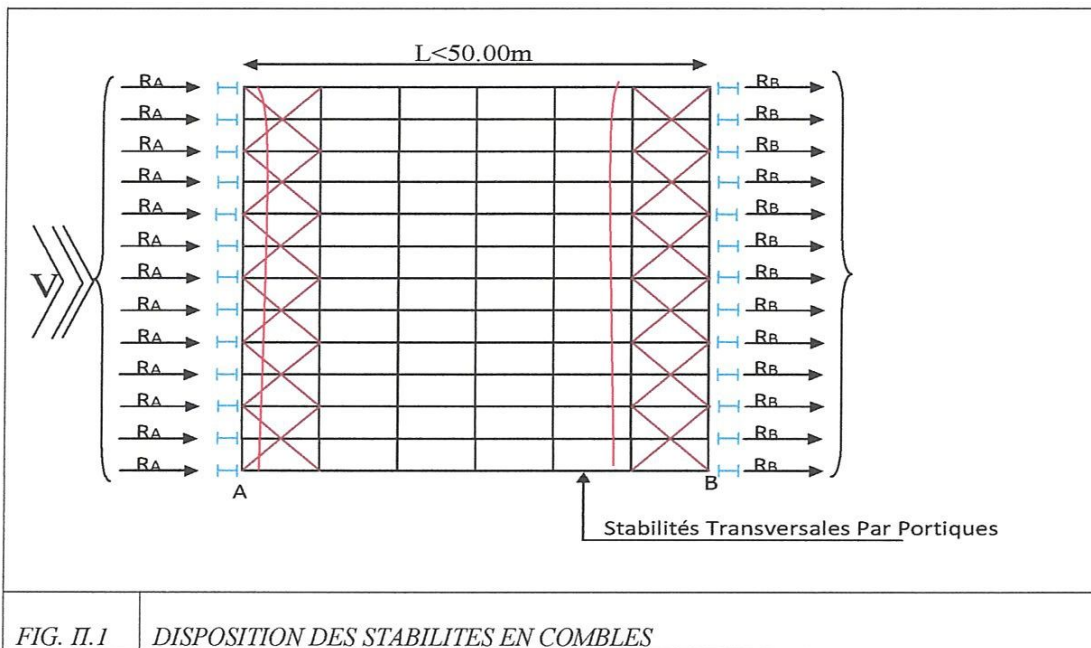 L<50.00m
RA RB
RA RB
RA RB
RA RB
RA RB
RA RB
V RA RB
RA RB
RA RB
RA RB
RA RB
RA RB
RA RB
A B
Stabilités Transversales Par Portiques
FIG. II.1 DISPOSITION DES STABILITES EN COMBLES